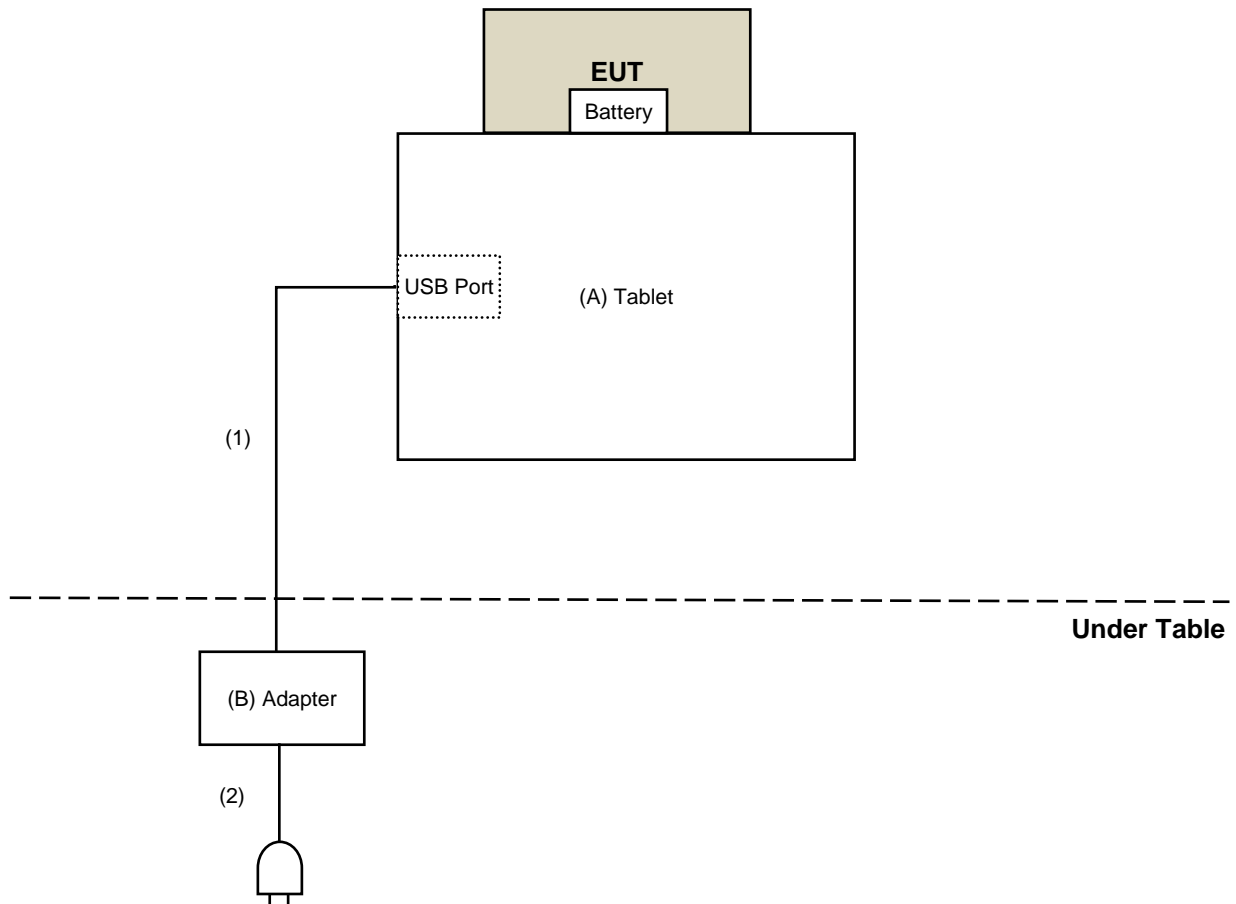 EUT
Battery
USB Port
(A) Tablet
(1)
Under Table
(B) Adapter
(2)